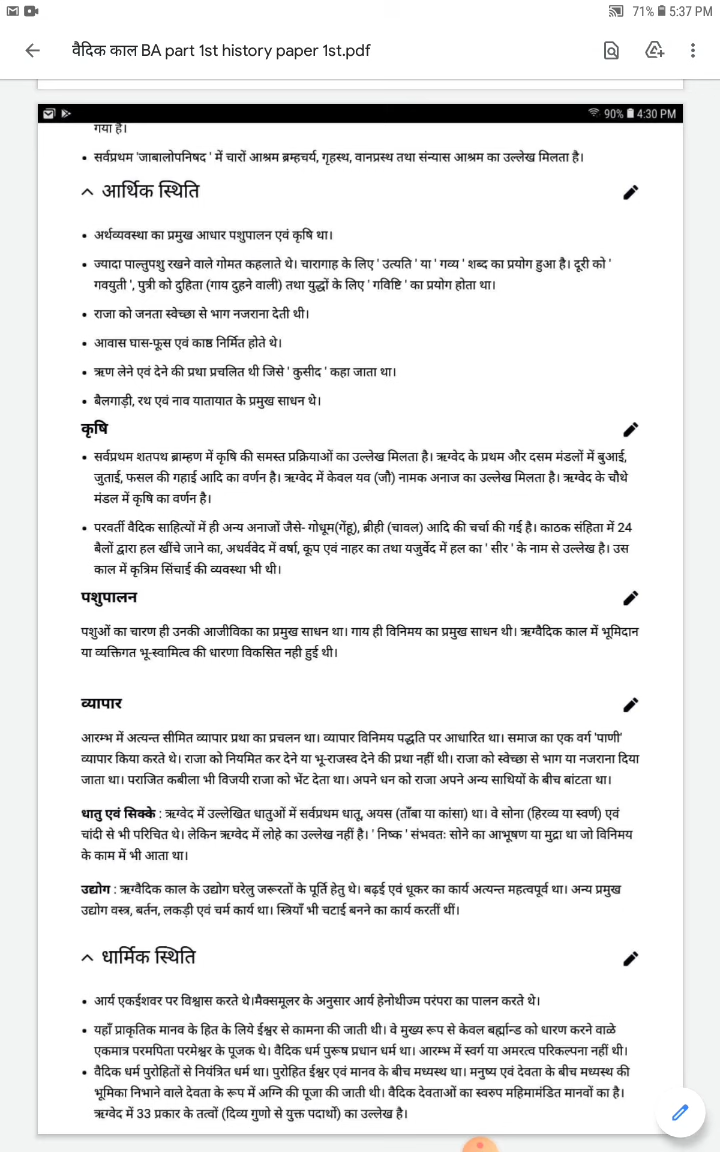 71% 5:37 PM
वैदिक काल BA part 1st history paper 1st.pdf
90% 4:30 PM
गया है।
• सर्वप्रथम 'जाबालोपनिषद ' में चारों आश्रम ब्रम्हचर्य, गृहस्थ, वानप्रस्थ तथा संन्यास आश्रम का उल्लेख मिलता है।
आर्थिक स्थिति
• अर्थव्यवस्था का प्रमुख आधार पशुपालन एवं कृषि था।
• ज्यादा पाल्तुपशु रखने वाले गोमत कहलाते थे। चारागाह के लिए ' उत्यति ' या ' गव्य ' शब्द का प्रयोग हुआ है। दूरी को '
गवयुती ', पुत्री को दुहिता (गाय दुहने वाली) तथा युद्धों के लिए ' गविष्टि ' का प्रयोग होता था।
• राजा को जनता स्वेच्छा से भाग नजराना देती थी।
• आवास घास-फूस एवं काष्ठ निर्मित होते थे।
• ऋण लेने एवं देने की प्रथा प्रचलित थी जिसे ' कुसीद ' कहा जाता था।
• बैलगाड़ी, रथ एवं नाव यातायात के प्रमुख साधन थे।
कृषि
• सर्वप्रथम शतपथ ब्राम्हण में कृषि की समस्त प्रक्रियाओं का उल्लेख मिलता है। ऋग्वेद के प्रथम और दसम मंडलों में बुआई,
जुताई, फसल की गहाई आदि का वर्णन है। ऋग्वेद में केवल यव (जौ) नामक अनाज का उल्लेख मिलता है। ऋग्वेद के चौथे
मंडल में कृषि का वर्णन है।
• परवर्ती वैदिक साहित्यों में ही अन्य अनाजों जैसे- गोधूम(गेंहू), ब्रीही (चावल) आदि की चर्चा की गई है। काठक संहिता में 24
बैलों द्वारा हल खींचे जाने का, अथर्ववेद में वर्षा, कूप एवं नाहर का तथा यजुर्वेद में हल का ' सीर ' के नाम से उल्लेख है। उस
काल में कृत्रिम सिंचाई की व्यवस्था भी थी।
पशुपालन
पशुओं का चारण ही उनकी आजीविका का प्रमुख साधन था। गाय ही विनिमय का प्रमुख साधन थी। ऋग्वैदिक काल में भूमिदान
या व्यक्तिगत भू-स्वामित्व की धारणा विकसित नही हुई थी।
व्यापार
आरम्भ में अत्यन्त सीमित व्यापार प्रथा का प्रचलन था। व्यापार विनिमय पद्धति पर आधारित था। समाज का एक वर्ग 'पाणी'
व्यापार किया करते थे। राजा को नियमित कर देने या भू-राजस्व देने की प्रथा नहीं थी। राजा को स्वेच्छा से भाग या नजराना दिया
जाता था। पराजित कबीला भी विजयी राजा को भेंट देता था। अपने धन को राजा अपने अन्य साथियों के बीच बांटता था।
धातु एवं सिक्के : ऋग्वेद में उल्लेखित धातुओं में सर्वप्रथम धातू, अयस (ताँबा या कांसा) था। वे सोना (हिरव्य या स्वर्ण) एवं
चांदी से भी परिचित थे। लेकिन ऋग्वेद में लोहे का उल्लेख नहीं है। ' निष्क ' संभवतः सोने का आभूषण या मुद्रा था जो विनिमय
के काम में भी आता था।
उद्योग : ऋग्वैदिक काल के उद्योग घरेलु जरूरतों के पूर्ति हेतु थे। बढ़ई एवं धूकर का कार्य अत्यन्त महत्वपूर्ण था। अन्य प्रमुख
उद्योग वस्त्र, बर्तन, लकड़ी एवं चर्म कार्य था। स्त्रियाँ भी चटाई बनने का कार्य करतीं थीं।
धार्मिक स्थिति
• आर्य एकईशवर पर विश्वास करते थे।मैक्समूलर के अनुसार आर्य हेनोथीज्म परंपरा का पालन करते थे।
• यहाँ प्राकृतिक मानव के हित के लिये ईश्वर से कामना की जाती थी। वे मुख्य रूप से केवल बर्ह्मान्ड को धारण करने वाळे
एकमात्र परमपिता परमेश्वर के पूजक थे। वैदिक धर्म पुरूष प्रधान धर्म था। आरम्भ में स्वर्ग या अमरत्व परिकल्पना नहीं थी।
• वैदिक धर्म पुरोहितों से नियंत्रित धर्म था। पुरोहित ईश्वर एवं मानव के बीच मध्यस्थ था। मनुष्य एवं देवता के बीच मध्यस्थ की
भूमिका निभाने वाले देवता के रूप में अग्नि की पूजा की जाती थी। वैदिक देवताओं का स्वरुप महिमामंडित मानवों का है।
ऋग्वेद में 33 प्रकार के तत्वों (दिव्य गुणो से युक्त पदार्थो) का उल्लेख है।